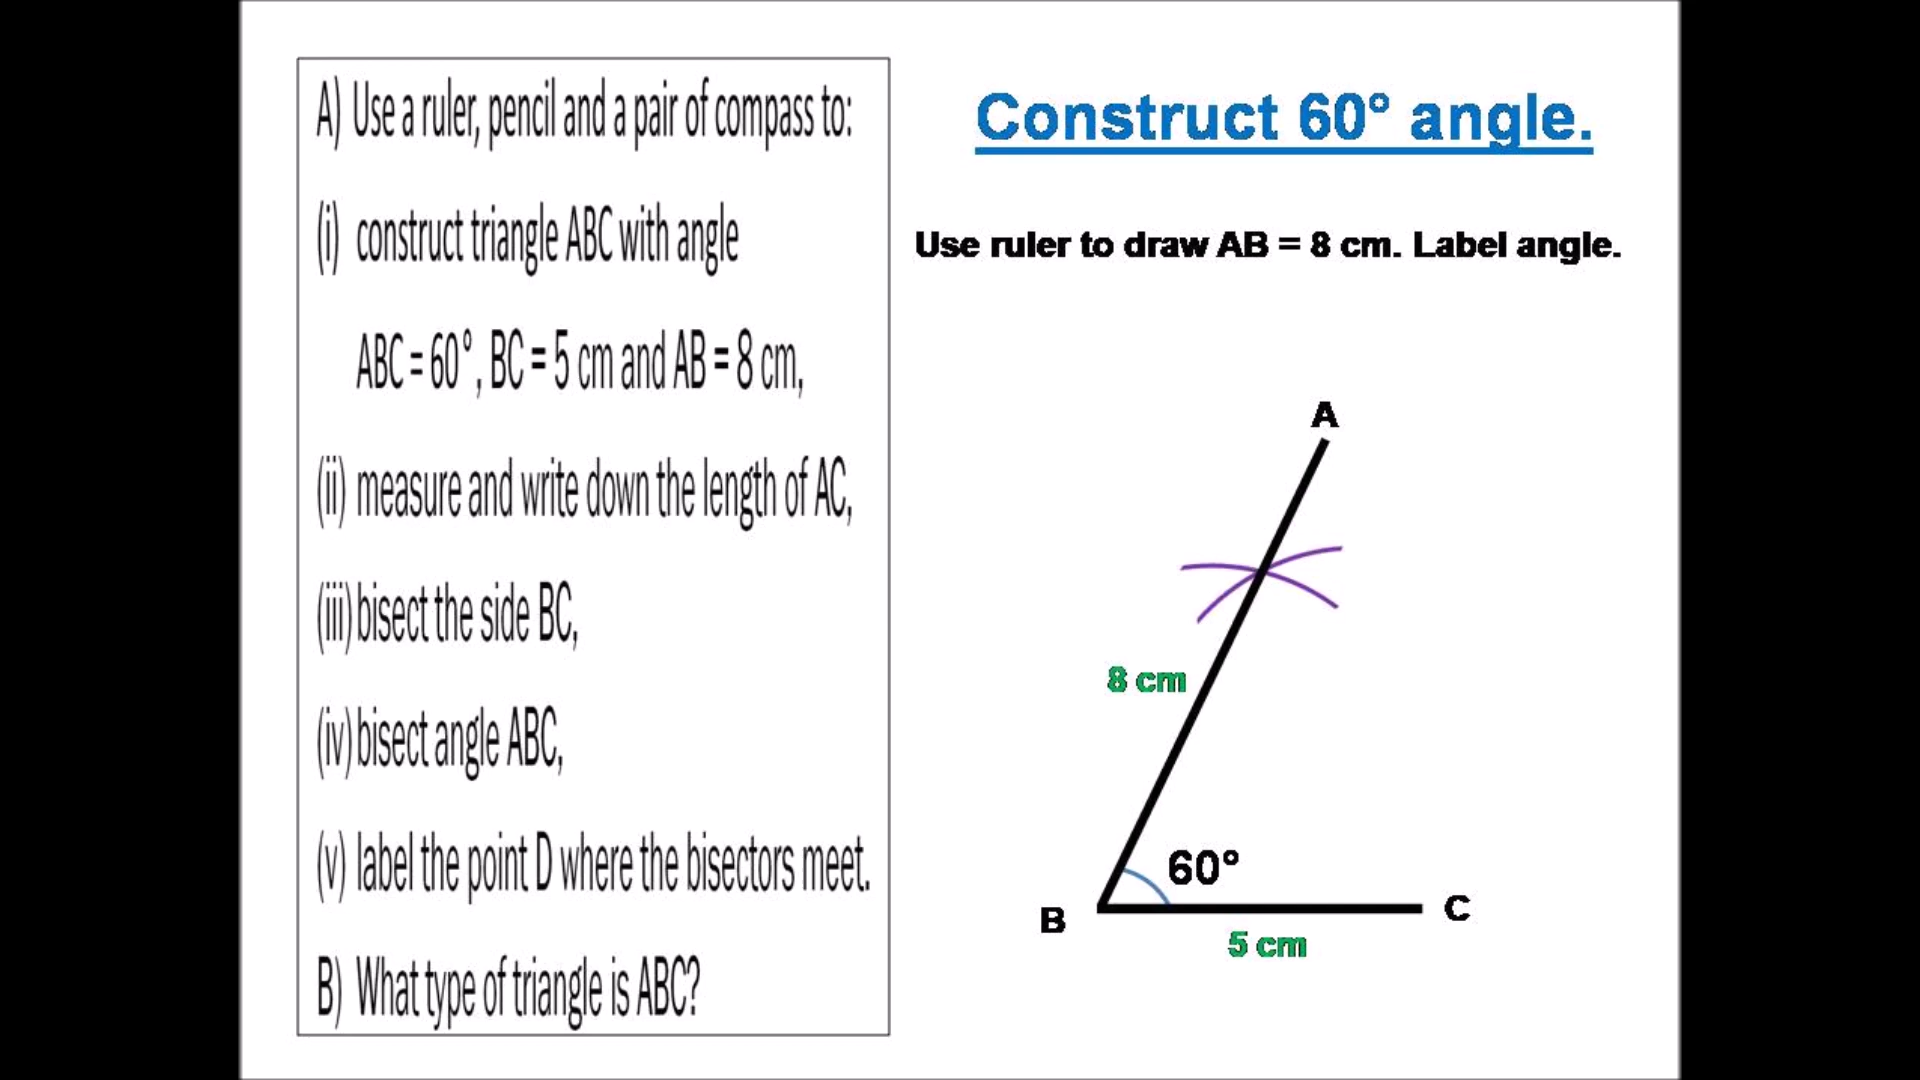 A) Use a ruler, pencil and a pair of compass to:
(i) construct triangle ABC with angle
ABC = 60°, BC = 5 cm and AB = 8 cm,
(ii) measure and write down the length of AC,
(iii) bisect the side BC,
(iv) bisect angle ABC,
(v) label the point D where the bisectors meet.
B) What type of triangle is ABC?
Construct 60° angle.
Use ruler to draw AB = 8 cm. Label angle.
A
8 cm
60°
B
C
5 cm